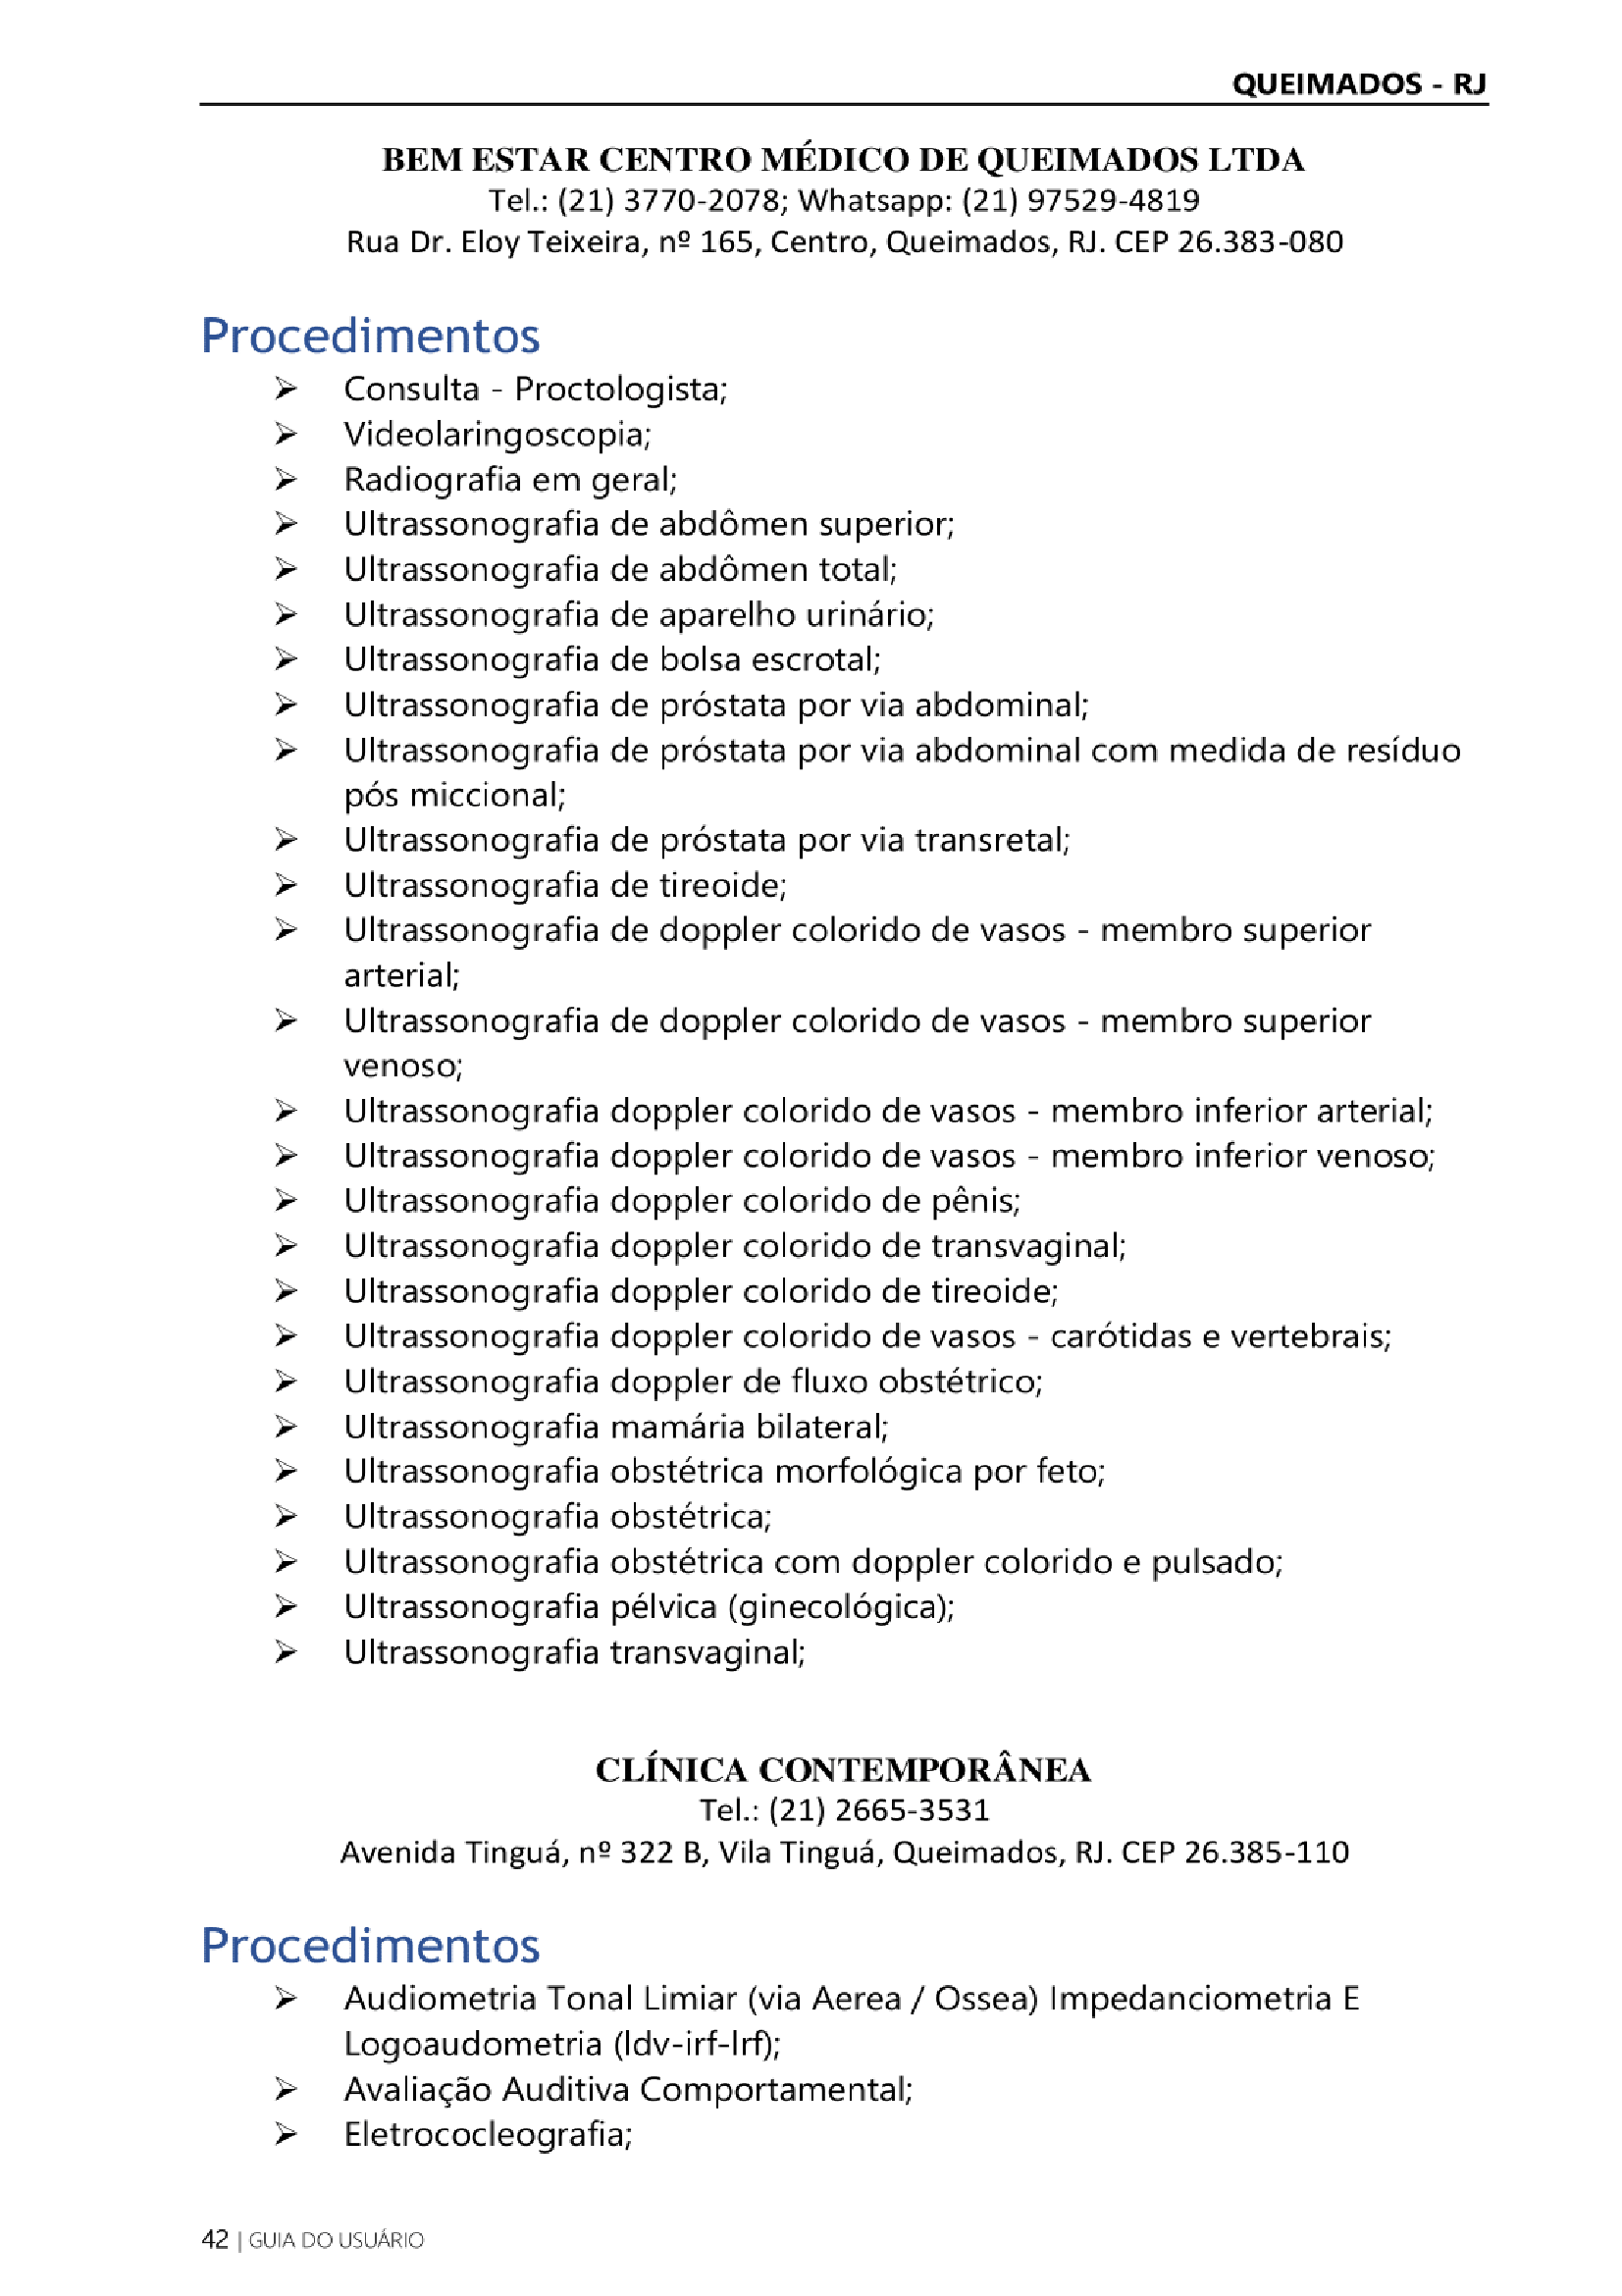 QUEIMADOS - RJ
BEM ESTAR CENTRO MÉDICO DE QUEIMADOS LTDA
Tel.: (21) 3770-2078; Whatsapp: (21) 97529-4819
Rua Dr. Eloy Teixeira, nº 165, Centro, Queimados, RJ. CEP 26.383-080
Procedimentos
➢ Consulta - Proctologista;
➢ Videolaringoscopia;
➢ Radiografia em geral;
➢ Ultrassonografia de abdômen superior;
➢ Ultrassonografia de abdômen total;
➢ Ultrassonografia de aparelho urinário;
➢ Ultrassonografia de bolsa escrotal;
➢ Ultrassonografia de próstata por via abdominal;
➢ Ultrassonografia de próstata por via abdominal com medida de resíduo
pós miccional;
➢ Ultrassonografia de próstata por via transretal;
➢ Ultrassonografia de tireoide;
➢ Ultrassonografia de doppler colorido de vasos - membro superior
arterial;
➢ Ultrassonografia de doppler colorido de vasos - membro superior
venoso;
➢ Ultrassonografia doppler colorido de vasos - membro inferior arterial;
➢ Ultrassonografia doppler colorido de vasos - membro inferior venoso;
➢ Ultrassonografia doppler colorido de pênis;
➢ Ultrassonografia doppler colorido de transvaginal;
➢ Ultrassonografia doppler colorido de tireoide;
➢ Ultrassonografia doppler colorido de vasos - carótidas e vertebrais;
➢ Ultrassonografia doppler de fluxo obstétrico;
➢ Ultrassonografia mamária bilateral;
➢ Ultrassonografia obstétrica morfológica por feto;
➢ Ultrassonografia obstétrica;
➢ Ultrassonografia obstétrica com doppler colorido e pulsado;
➢ Ultrassonografia pélvica (ginecológica);
➢ Ultrassonografia transvaginal;
CLÍNICA CONTEMPORÂNEA
Tel.: (21) 2665-3531
Avenida Tinguá, nº 322 B, Vila Tinguá, Queimados, RJ. CEP 26.385-110
Procedimentos
➢ Audiometria Tonal Limiar (via Aerea / Ossea) Impedanciometria E
Logoaudometria (ldv-irf-lrf);
➢ Avaliação Auditiva Comportamental;
➢ Eletrococleografia;
42 | GUIA DO USUÁRIO